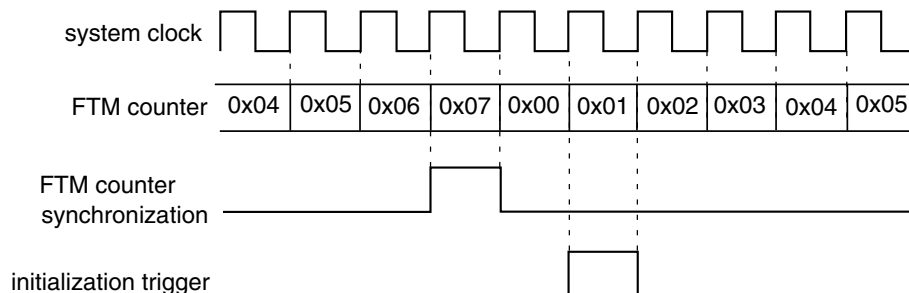 system clock
FTM counter 0x04 0x05 0x06 0x07 0x00 0x01 0x02 0x03 0x04 0x05
FTM counter
synchronization
initialization trigger